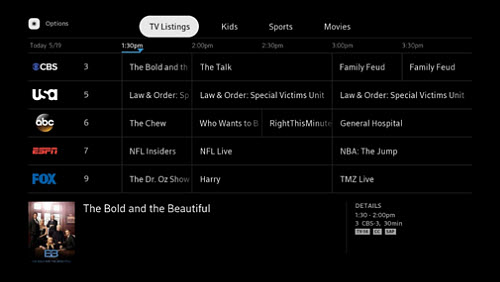 Options
TV Listings Kids Sports Movies
Today 5/19 1:30pm 2:00pm 2:30pm 3:00pm 3:30pm
CBS 3 The Bold and th The Talk Family Feud Family Feud
USA 5 Law & Order: Sp Law & Order: Special Victims Unit Law & Order: Special Victims Unit
abc 6 The Chew Who Wants to B RightThisMinute General Hospital
ESPN 7 NFL Insiders NFL Live NBA: The Jump
FOX 9 The Dr. Oz Show Harry TMZ Live
The Bold and the Beautiful
DETAILS
1:30 - 2:00pm
3 CBS-3, 30min
CC SAP